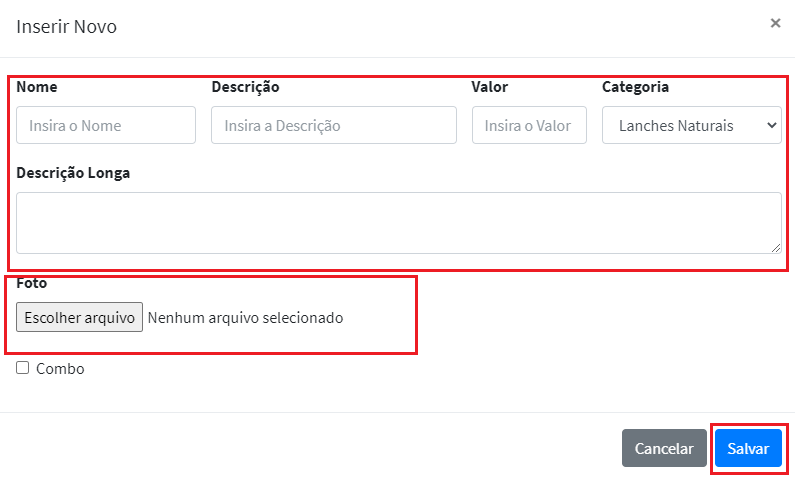 Inserir Novo ×
Nome Descrição Valor Categoria
Insira o Nome Insira a Descrição Insira o Valor Lanches Naturais
Descrição Longa
Foto
Escolher arquivo Nenhum arquivo selecionado
Combo
Cancelar Salvar